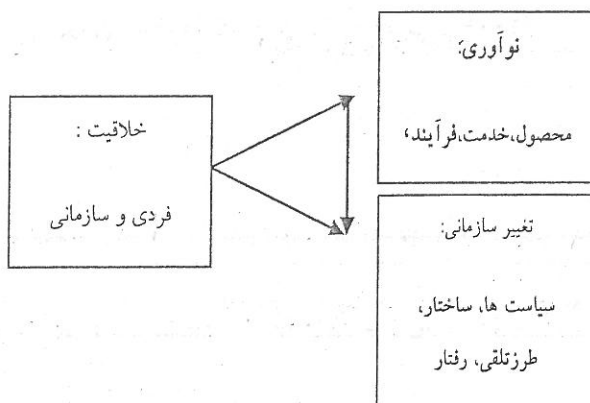 نوآوری:
محصول،خدمت،فرآیند،
خلاقیت :
فردی و سازمانی
تغییر سازمانی:
سیاست ها، ساختار،
طرزتلقی، رفتار